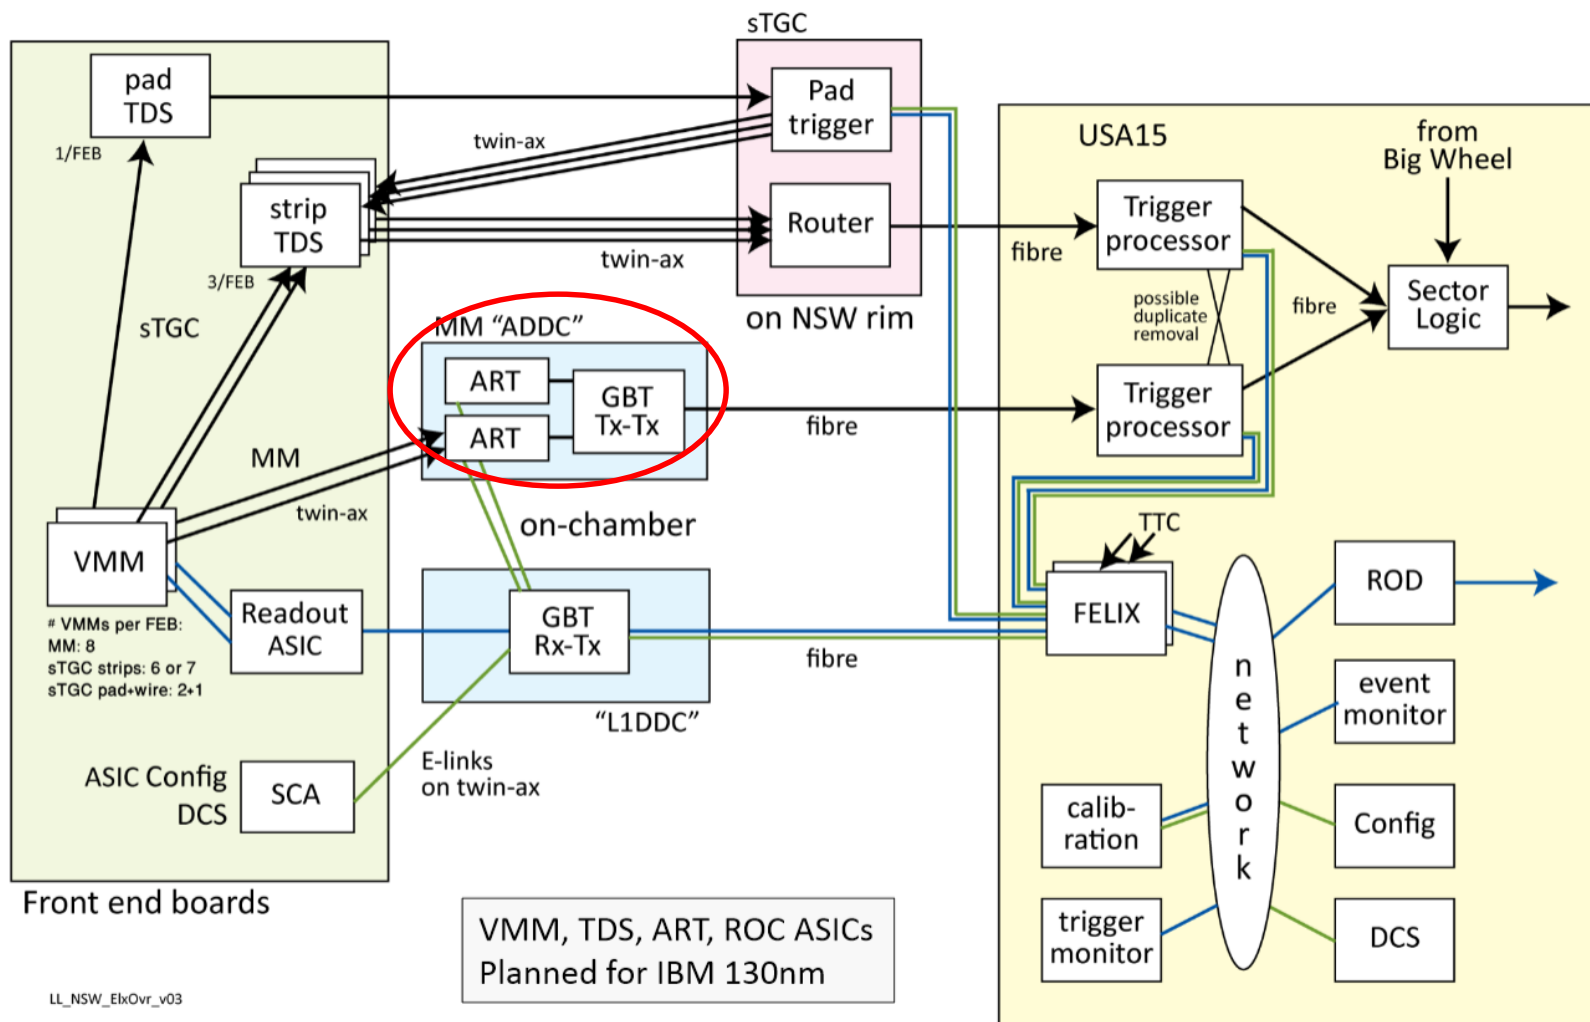 sTGC
pad
TDS
1/FEB
strip
TDS
3/FEB
sTGC
twin-ax
twin-ax
Pad
trigger
Router
on NSW rim
USA15
from
Big Wheel
Trigger
processor
fibre
possible
duplicate
removal
fibre
Sector
Logic
Trigger
processor
MM “ADDC”
ART
ART
GBT
Tx-Tx
fibre
MM
twin-ax
on-chamber
VMM
# VMMs per FEB:
MM: 8
sTGC strips: 6 or 7
sTGC pad+wire: 2+1
Readout
ASIC
GBT
Rx-Tx
“L1DDC”
fibre
TTC
FELIX
network
ROD
event
monitor
calib-
ration
Config
trigger
monitor
DCS
ASIC Config
DCS
SCA
E-links
on twin-ax
Front end boards
VMM, TDS, ART, ROC ASICs
Planned for IBM 130nm
LL_NSW_ElxOvr_v03